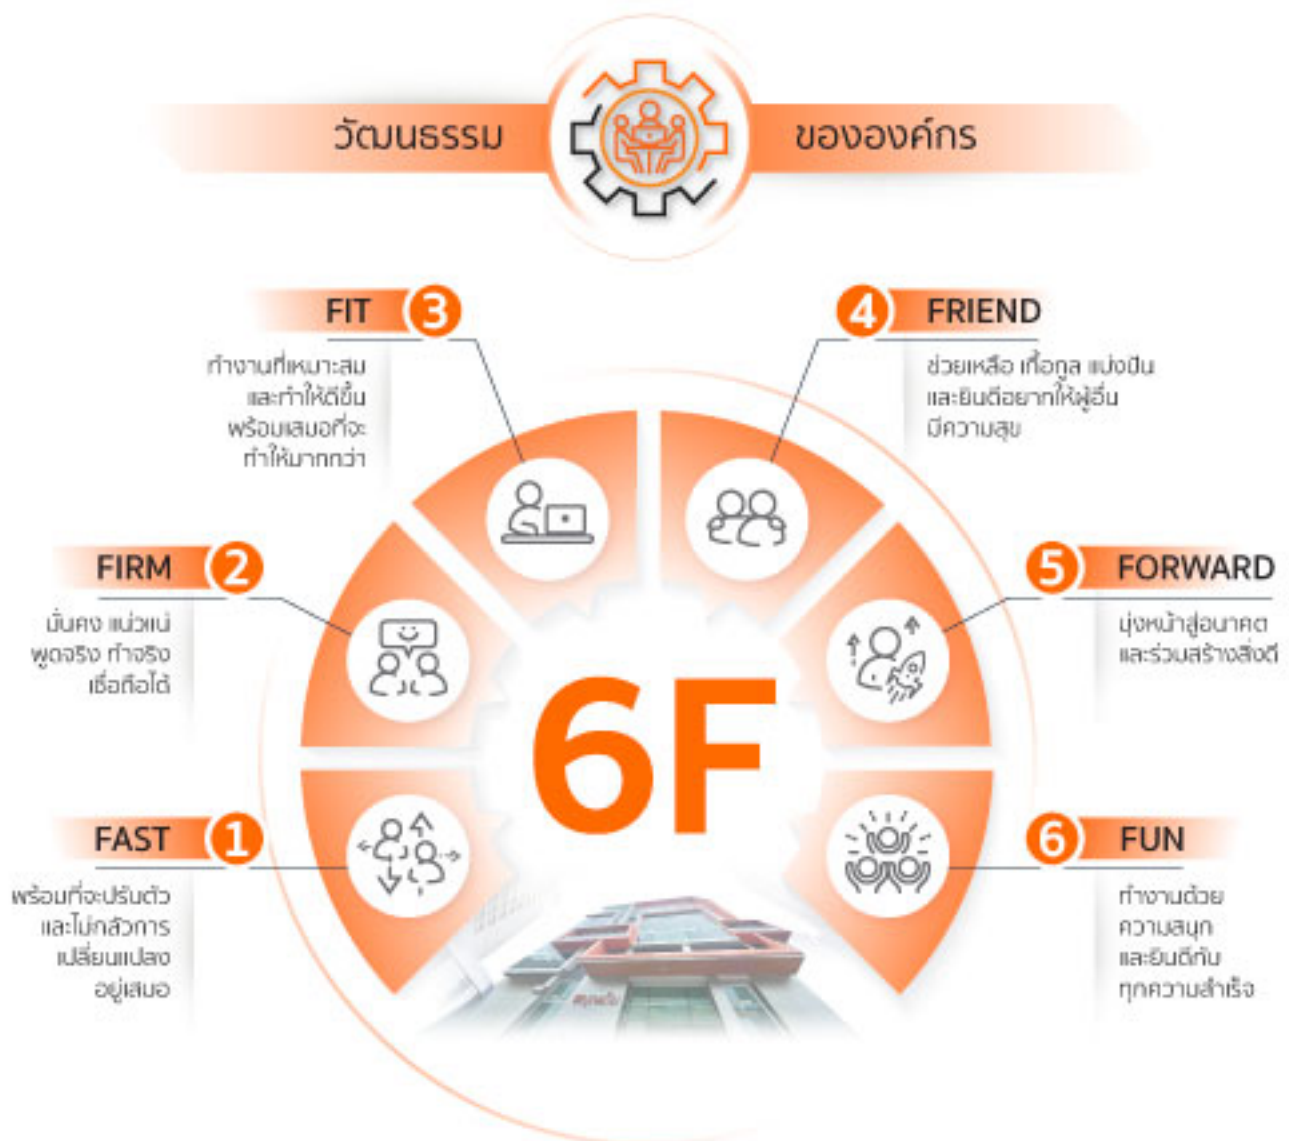 วัฒนธรรม ขององค์กร
FIT 3
ทำงานที่เหมาะสม
และทำให้ดีขึ้น
พร้อมเสมอที่จะ
ทำให้มากกว่า
4 FRIEND
ช่วยเหลือ เกื้อกูล แบ่งปัน
และยินดีอยากให้ผู้อื่น
มีความสุข
FIRM 2
มั่นคง แน่วแน่
พูดจริง ทำจริง
เชื่อถือได้
5 FORWARD
มุ่งหน้าสู่อนาคต
และร่วมสร้างสิ่งดี
6F
FAST 1
พร้อมที่จะปรับตัว
และไม่กลัวการ
เปลี่ยนแปลง
อยู่เสมอ
6 FUN
ทำงานด้วย
ความสนุก
และยินดีกับ
ทุกความสำเร็จ